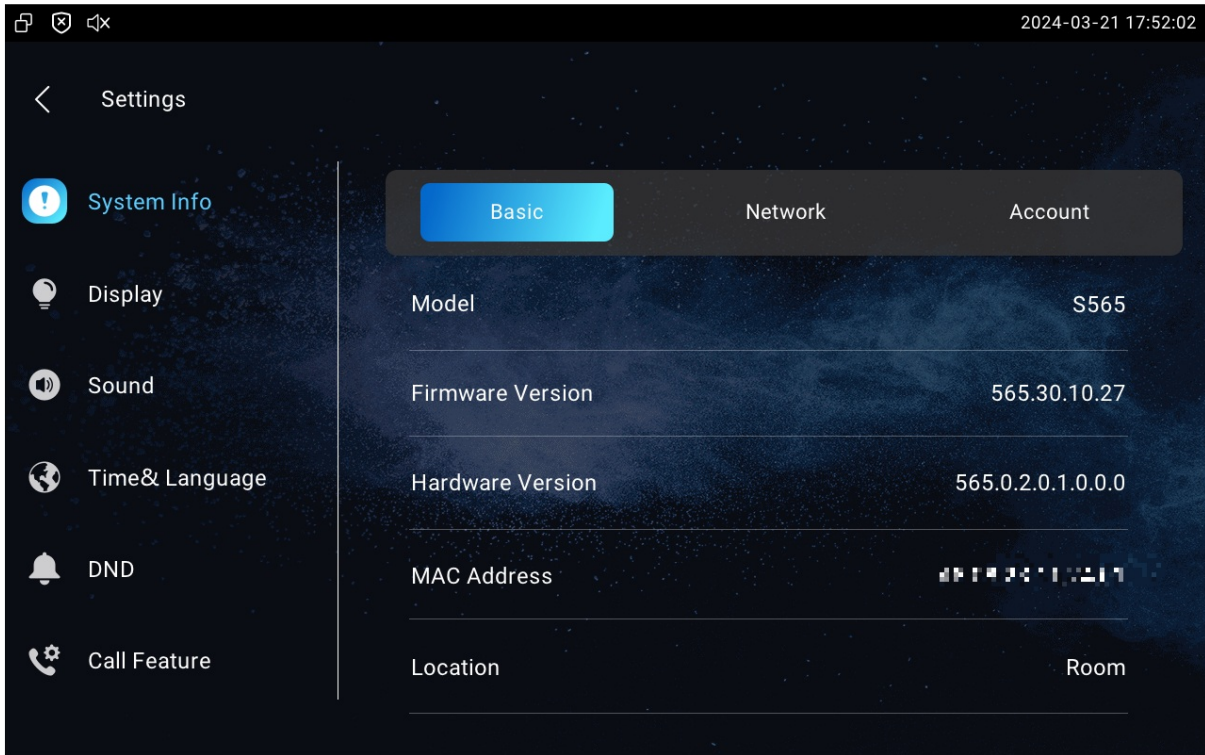 2024-03-21 17:52:02
Settings
System Info
Basic Network Account
Display
Model S565
Sound
Firmware Version 565.30.10.27
Time& Language
Hardware Version 565.0.2.0.1.0.0.0
DND
MAC Address
Call Feature
Location Room